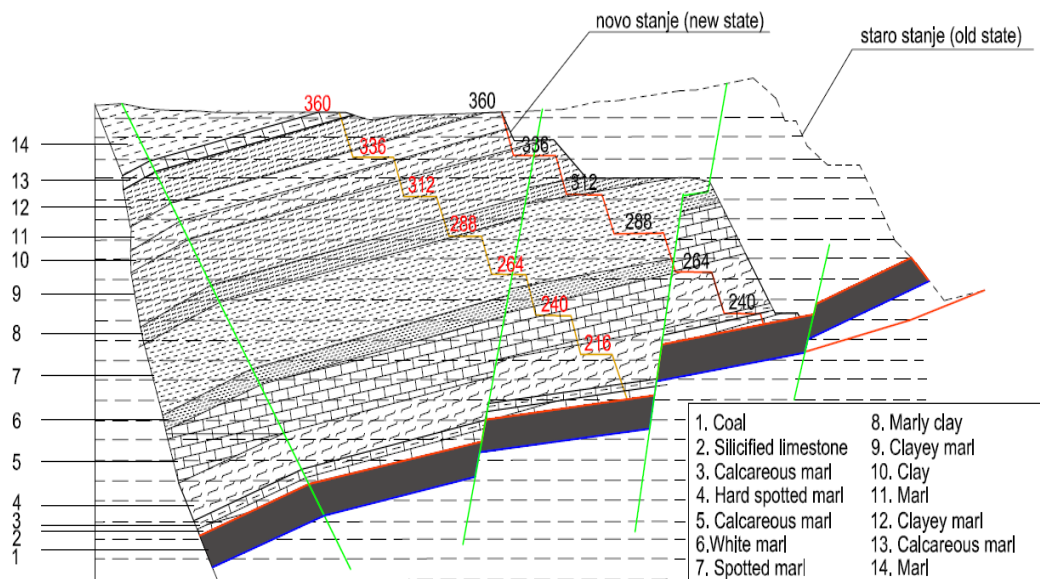 novo stanje (new state)
staro stanje (old state)
360
360
336
336
312
312
288
288
264
264
240
240
216
14
13
12
11
10
9
8
7
6
5
4
3
2
1
1. Coal
2. Silicified limestone
3. Calcareous marl
4. Hard spotted marl
5. Calcareous marl
6.White marl
7. Spotted marl
8. Marly clay
9. Clayey marl
10. Clay
11. Marl
12. Clayey marl
13. Calcareous marl
14. Marl